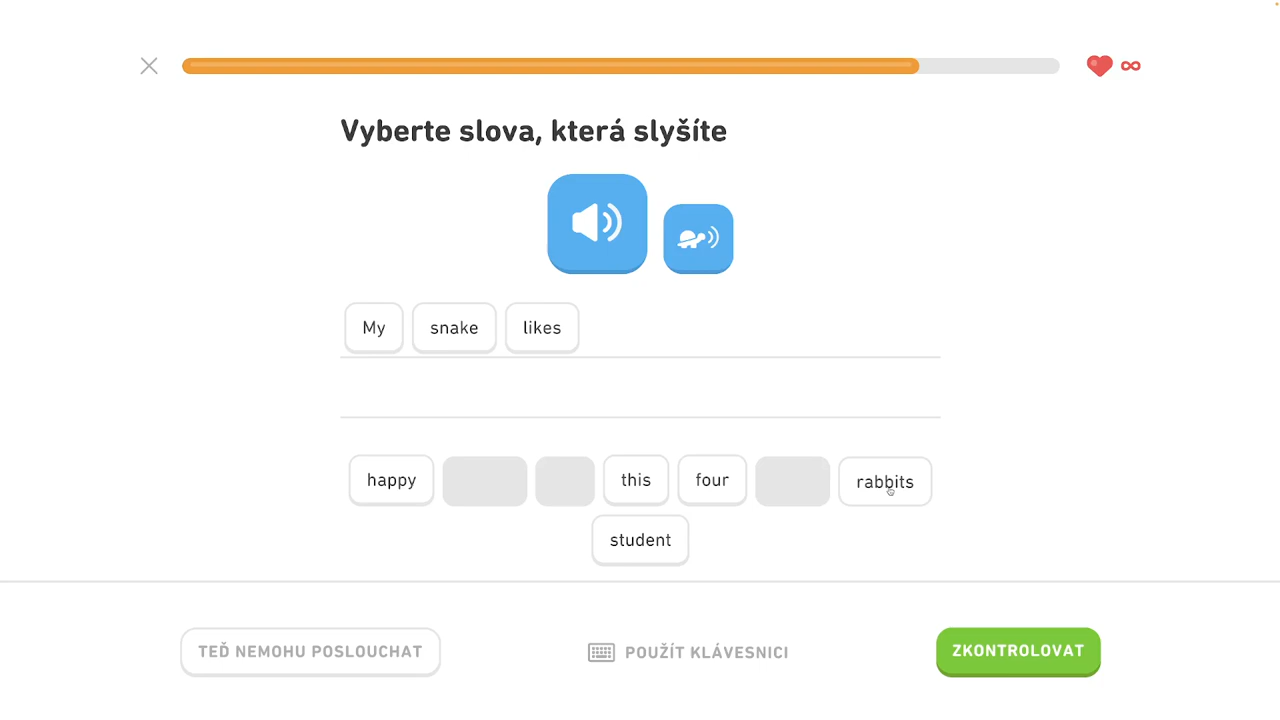 Vyberte slova, která slyšíte
My snake likes
happy this four rabbits
student
TEĎ NEMOHU POSLOUCHAT POUŽÍT KLÁVESNICI ZKONTROLOVAT